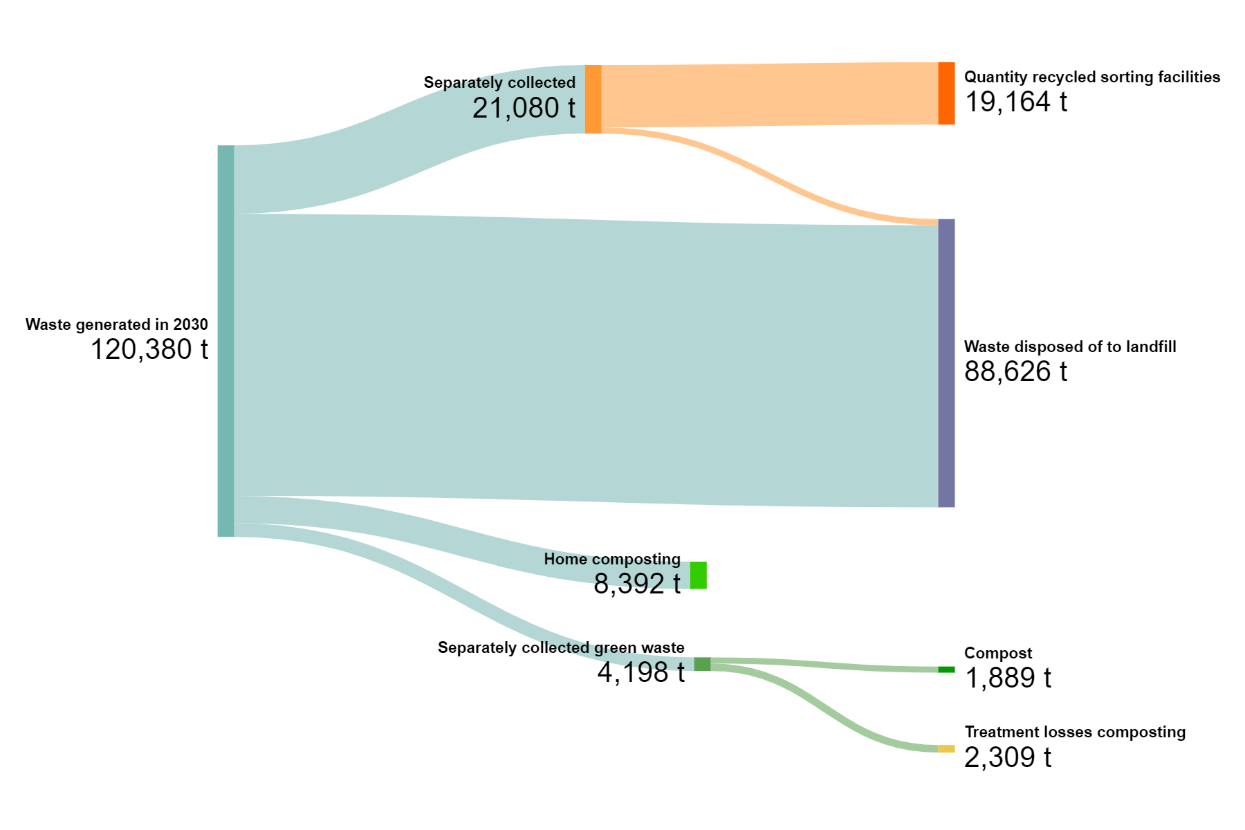 Separately collected
21,080 t
Quantity recycled sorting facilities
19,164 t
Waste generated in 2030
120,380 t
Waste disposed of to landfill
88,626 t
Home composting
8,392 t
Separately collected green waste
4,198 t
Compost
1,889 t
Treatment losses composting
2,309 t